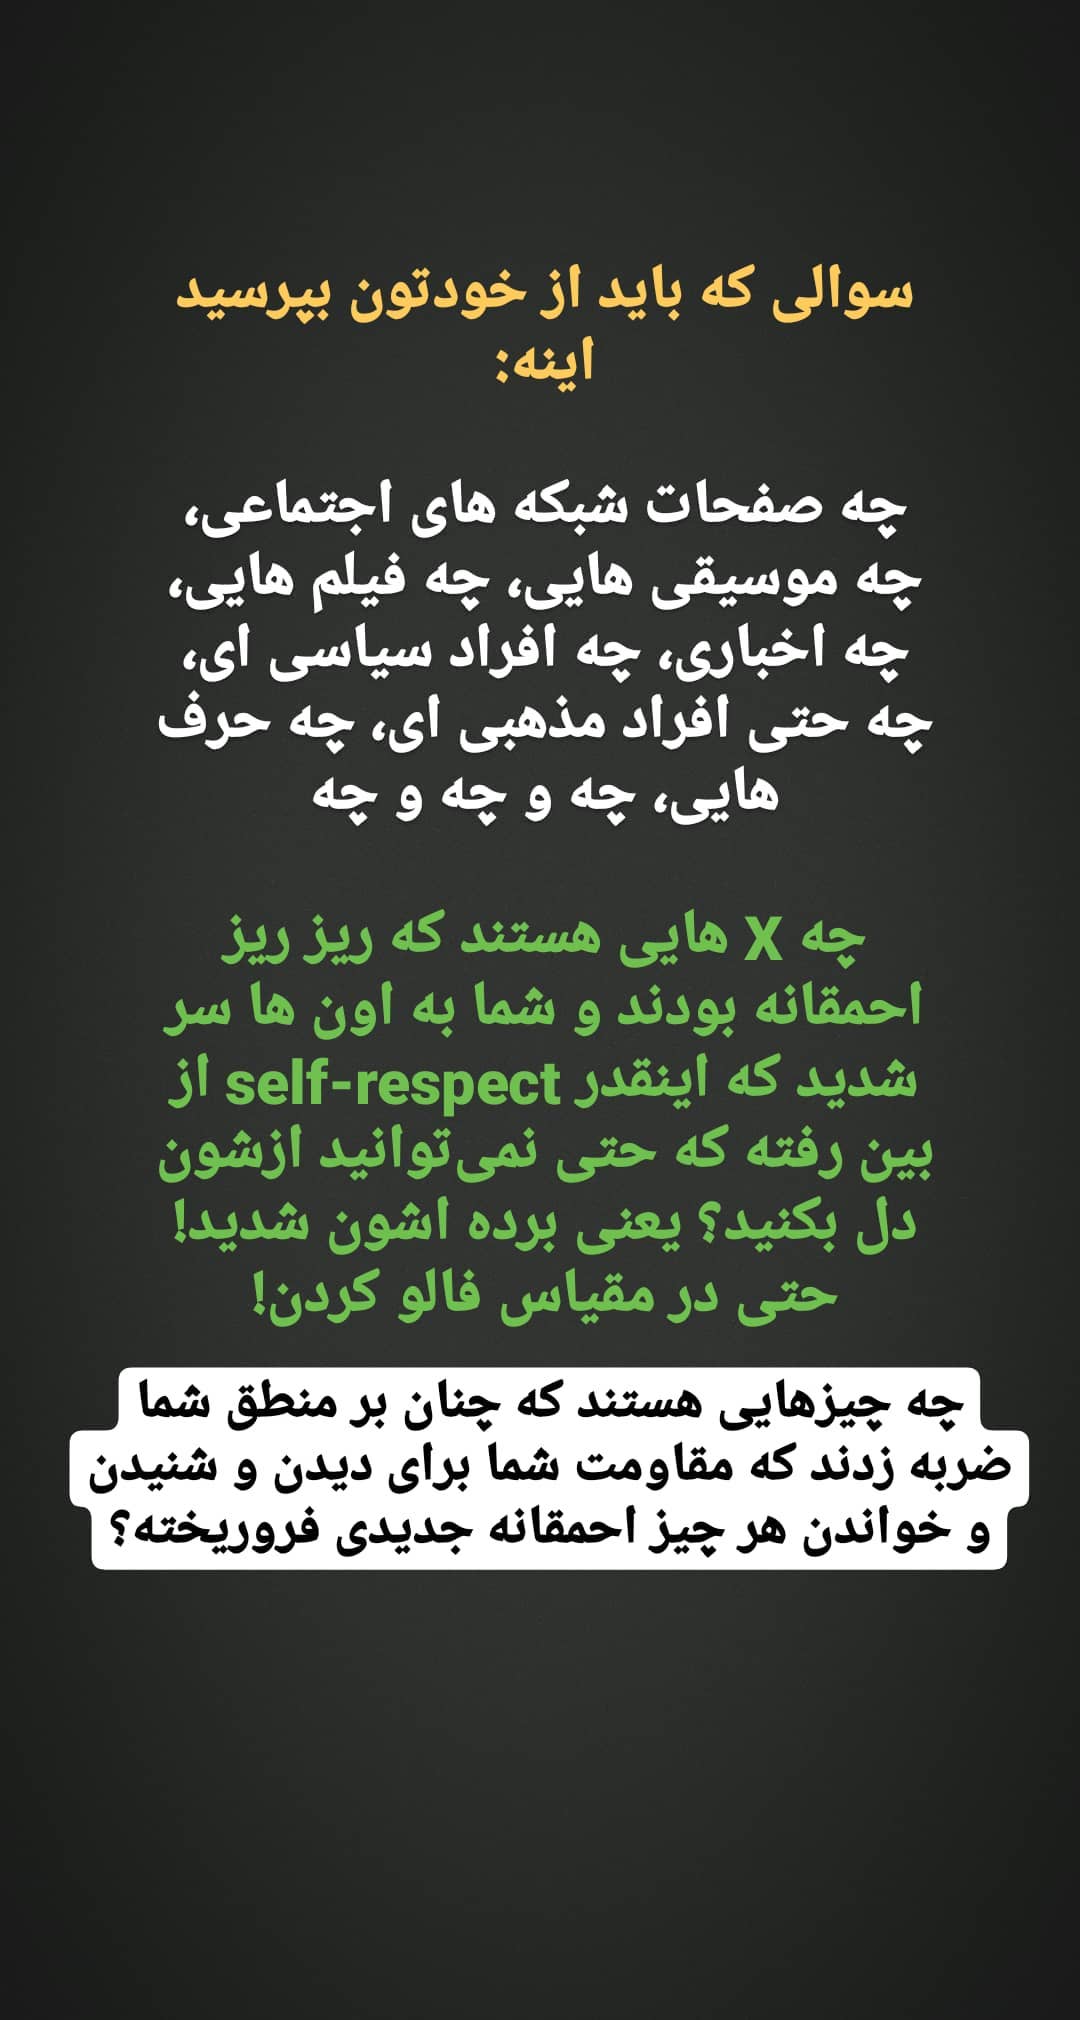 سوالی که باید از خودتون بپرسید
اینه:
چه صفحات شبکه های اجتماعی،
چه موسیقی هایی، چه فیلم هایی،
چه اخباری، چه افراد سیاسی ای،
چه حتی افراد مذهبی ای، چه حرف
هایی، چه و چه و چه
چه X هایی هستند که ریز ریز
احمقانه بودند و شما به اون ها سر
شدید که اینقدر self-respect از
بین رفته که حتی نمی‌توانید ازشون
دل بکنید؟ یعنی برده اشون شدید!
حتی در مقیاس فالو کردن!
چه چیزهایی هستند که چنان بر منطق شما
ضربه زدند که مقاومت شما برای دیدن و شنیدن
و خواندن هر چیز احمقانه جدیدی فروریخته؟